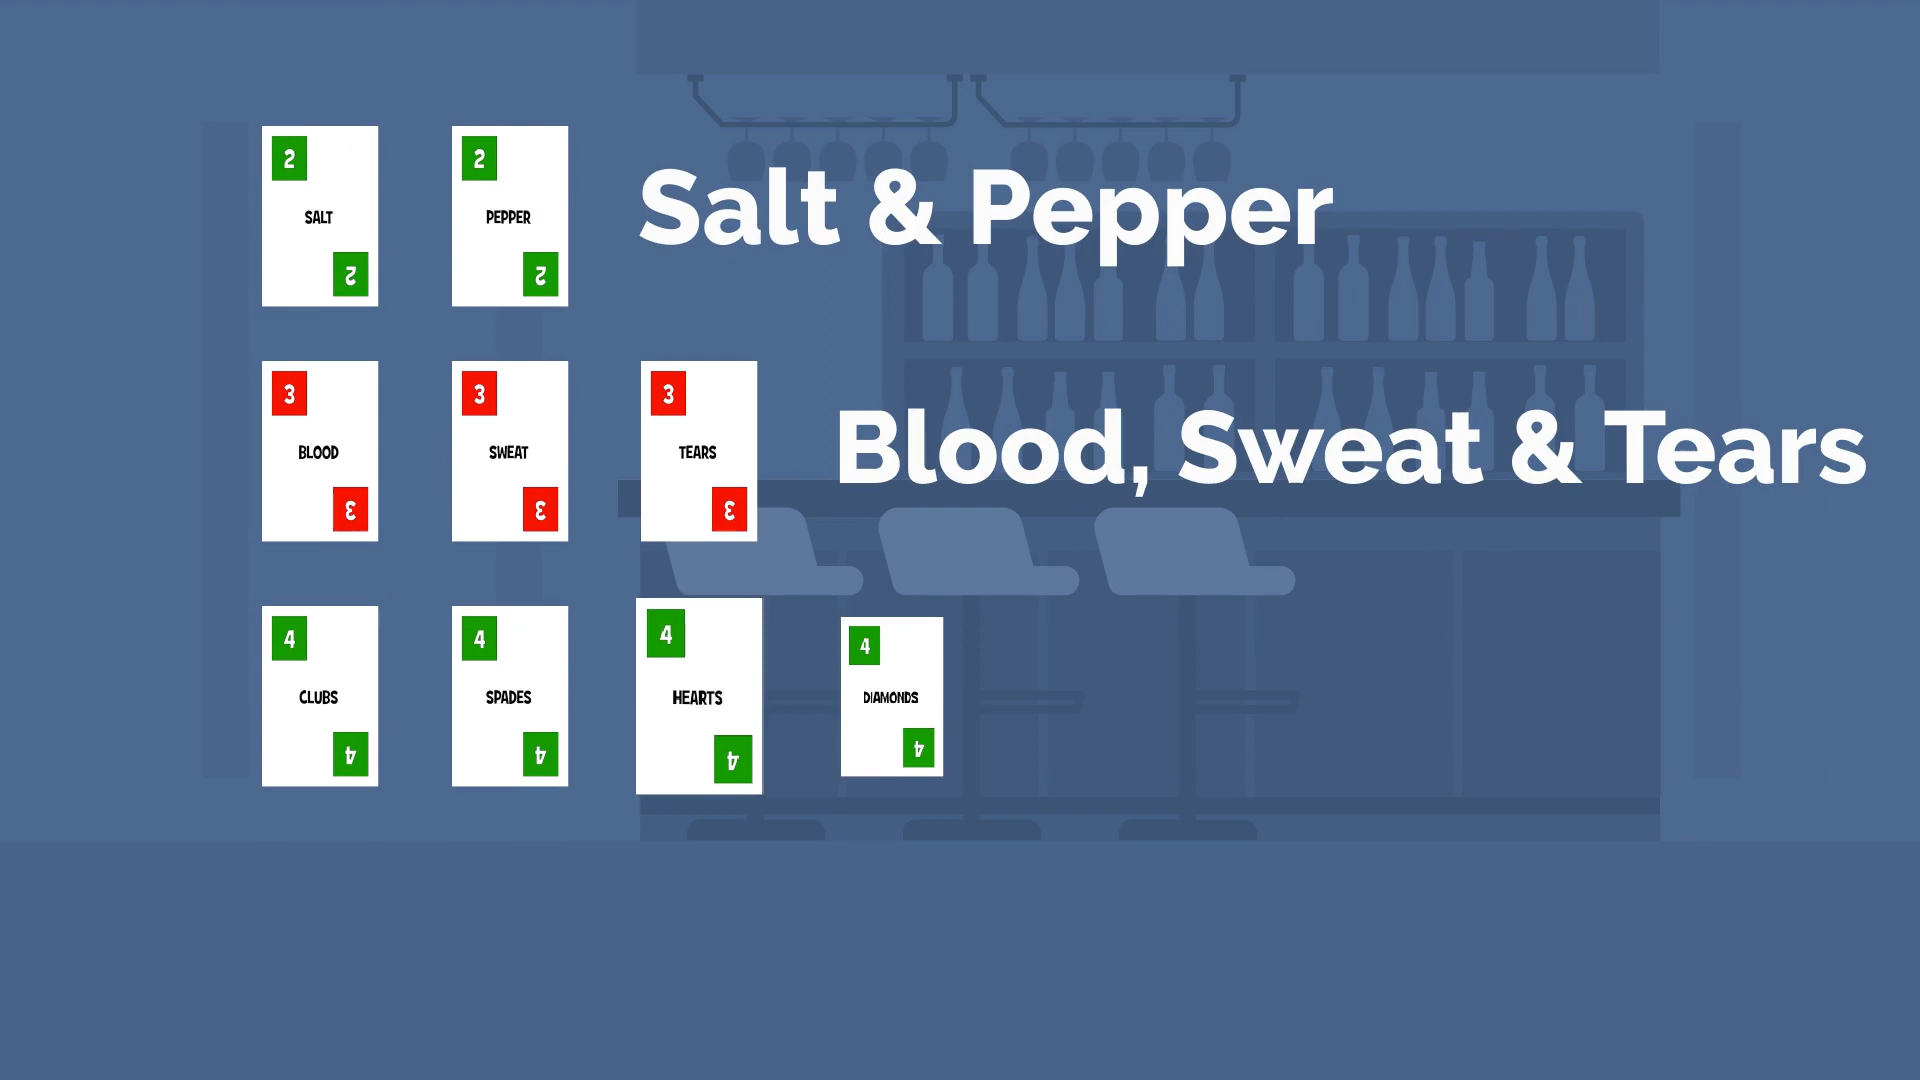 2 2
SALT PEPPER Salt & Pepper
2 2
3 3 3
BLOOD SWEAT TEARS Blood, Sweat & Tears
3 3 3
4 4 4 4
CLUBS SPADES HEARTS DIAMONDS
4 4 4 4